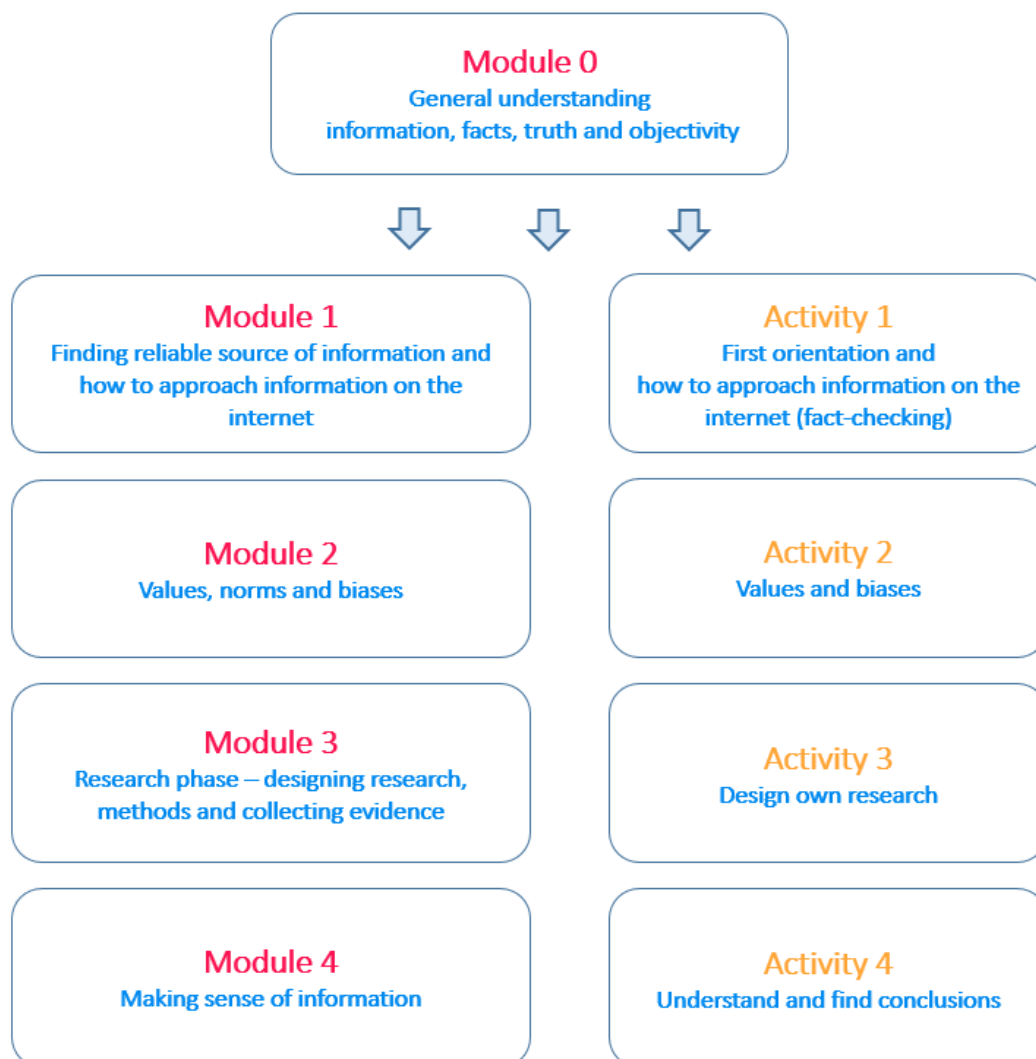 Module 0
General understanding
information, facts, truth and objectivity
Module 1
Finding reliable source of information and
how to approach information on the
internet
Activity 1
First orientation and
how to approach information on the
internet (fact-checking)
Module 2
Values, norms and biases
Activity 2
Values and biases
Module 3
Research phase – designing research,
methods and collecting evidence
Activity 3
Design own research
Module 4
Making sense of information
Activity 4
Understand and find conclusions